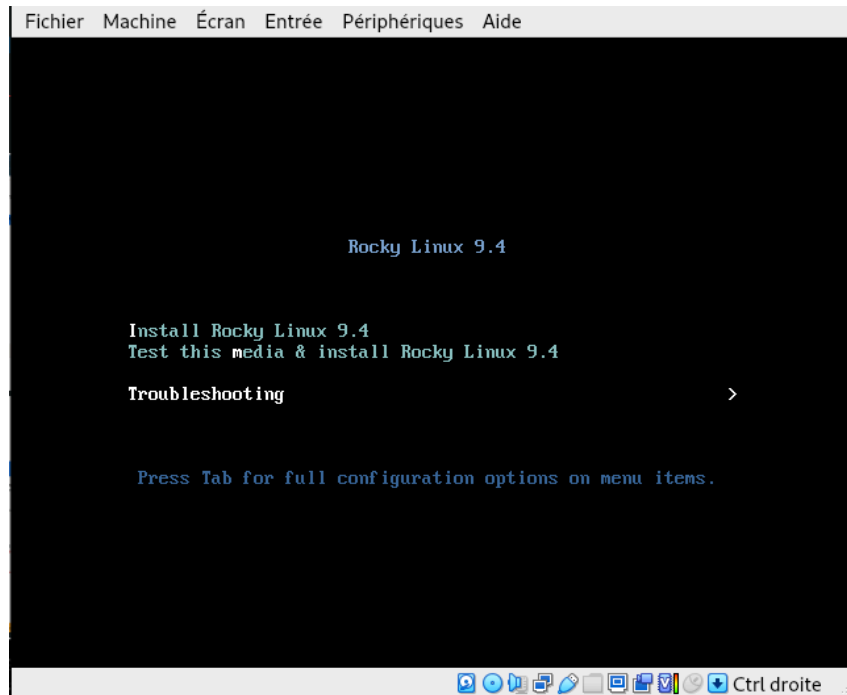 Fichier Machine Écran Entrée Périphériques Aide
Rocky Linux 9.4
Install Rocky Linux 9.4
Test this media & install Rocky Linux 9.4
Troubleshooting >
Press Tab for full configuration options on menu items.
Ctrl droite